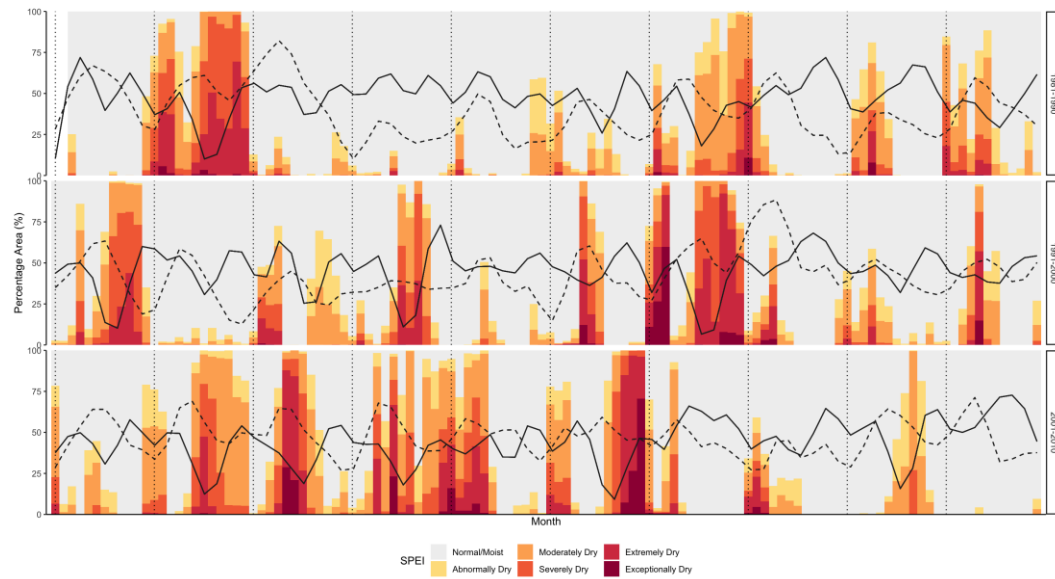 100
75
50
25
0
100
75
50
25
0
100
75
50
25
0
Percentage Area (%)
Month
SPEI
Normal/Moist
Moderately Dry
Extremely Dry
Abnormally Dry
Severely Dry
Exceptionally Dry